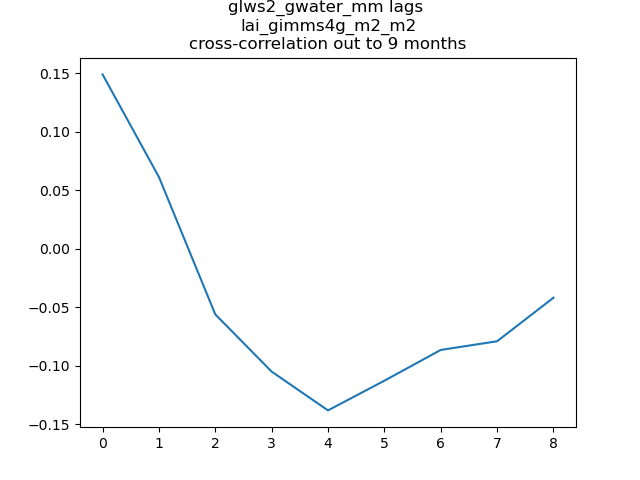 glws2_gwater_mm lags
lai_gimms4g_m2_m2
cross-correlation out to 9 months
0.15
0.10
0.05
0.00
−0.05
−0.10
−0.15
0 1 2 3 4 5 6 7 8